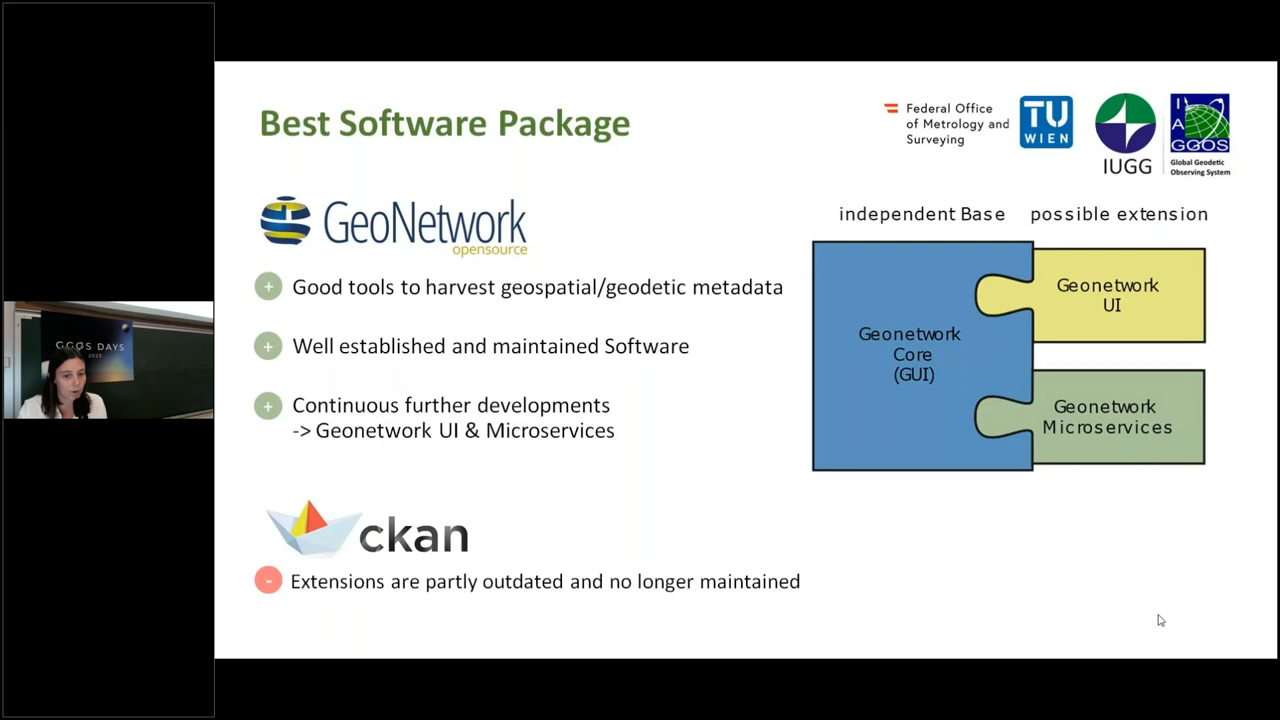 Best Software Package
Federal Office
of Metrology and
Surveying
TU
WIEN
IUGG
I
A
G
GGOS
Global Geodetic
Observing System
GeoNetwork
opensource
independent Base possible extension
+ Good tools to harvest geospatial/geodetic metadata
+ Well established and maintained Software
+ Continuous further developments
-> Geonetwork UI & Microservices
Geonetwork
Core
(GUI)
Geonetwork
UI
Geonetwork
Microservices
ckan
- Extensions are partly outdated and no longer maintained
GGOS DAYS
2023